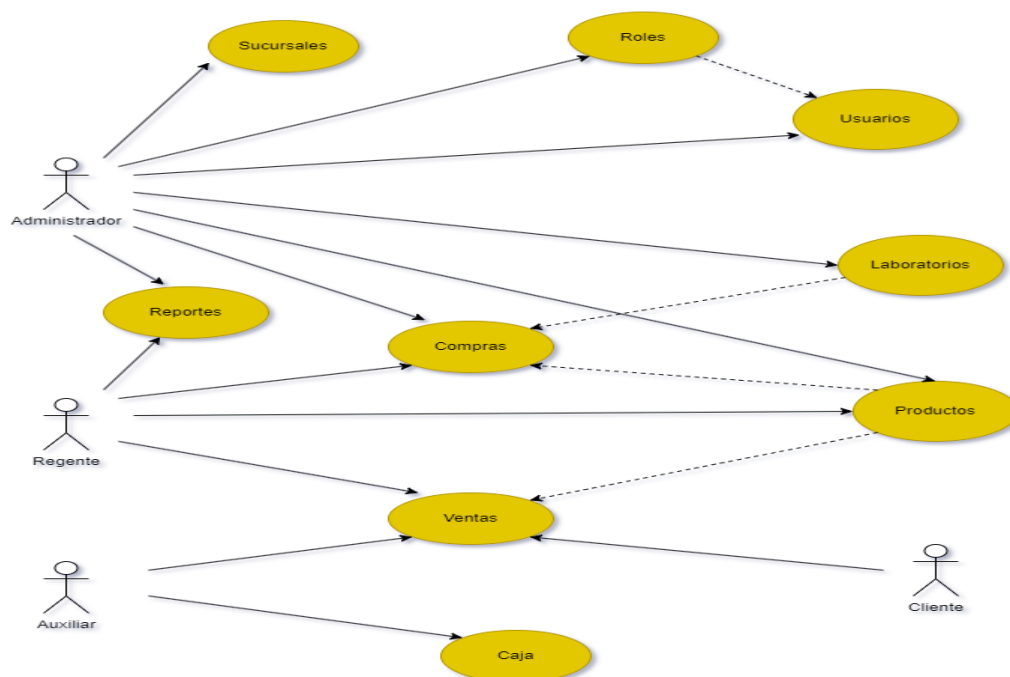 Sucursales
Roles
Usuarios
Administrador
Laboratorios
Reportes
Compras
Productos
Regente
Ventas
Auxiliar
Cliente
Caja